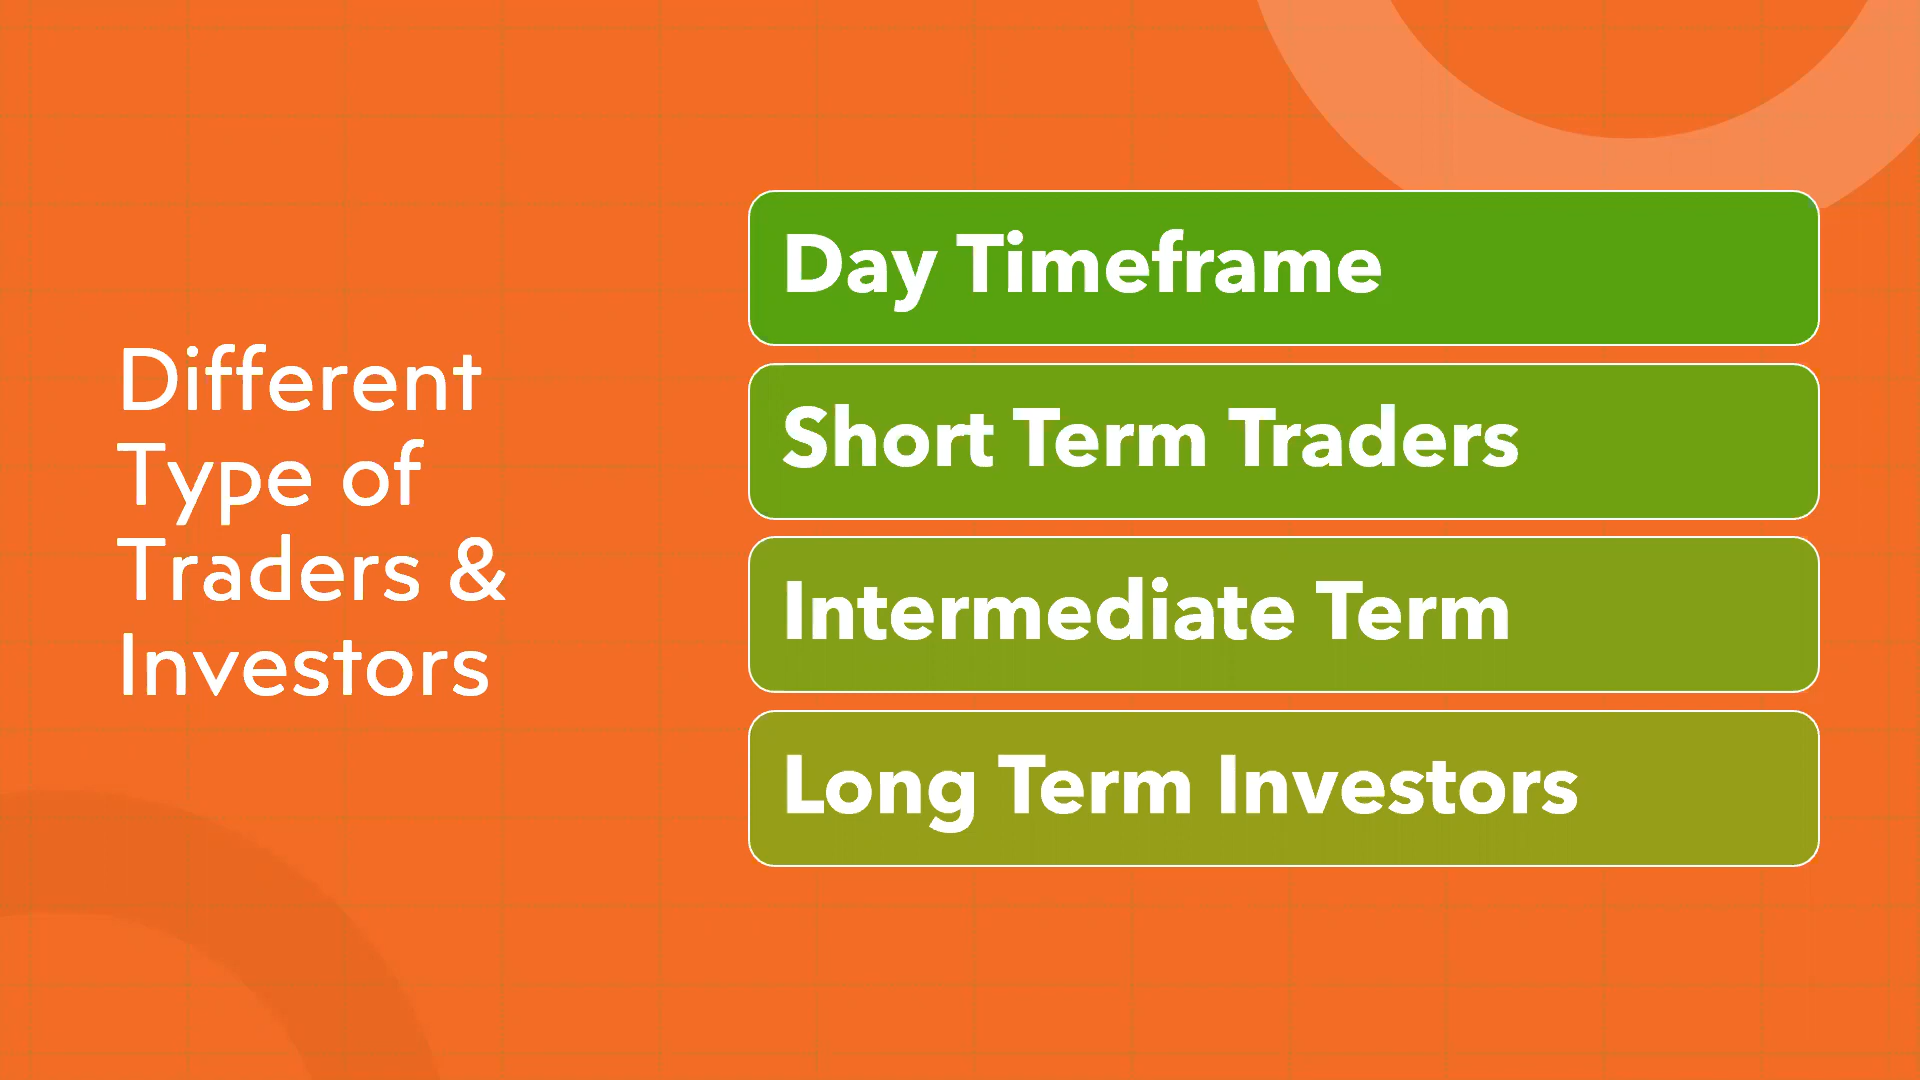 Different
Type of
Traders &
Investors
Day Timeframe
Short Term Traders
Intermediate Term
Long Term Investors